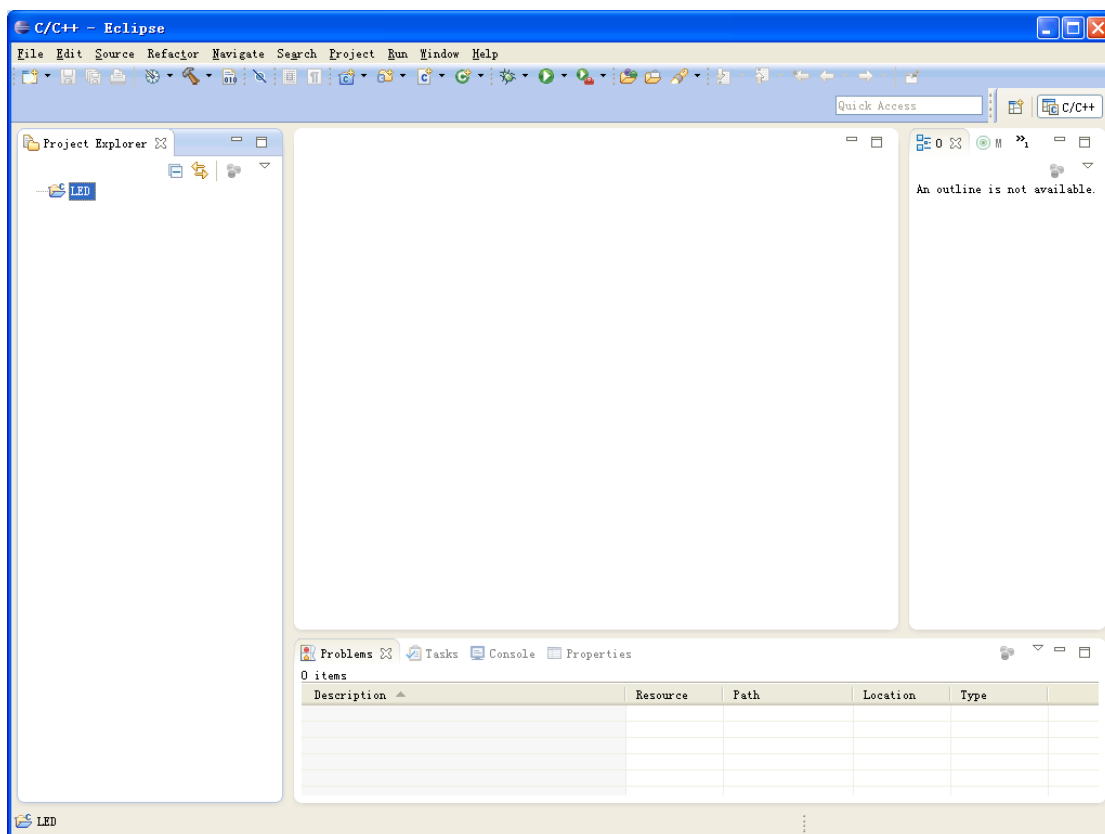 C/C++ - Eclipse
File Edit Source Refactor Navigate Search Project Run Window Help
Quick Access
C/C++
Project Explorer
LED
O M »1
An outline is not available.
Problems Tasks Console Properties
0 items
Description Resource Path Location Type
LED